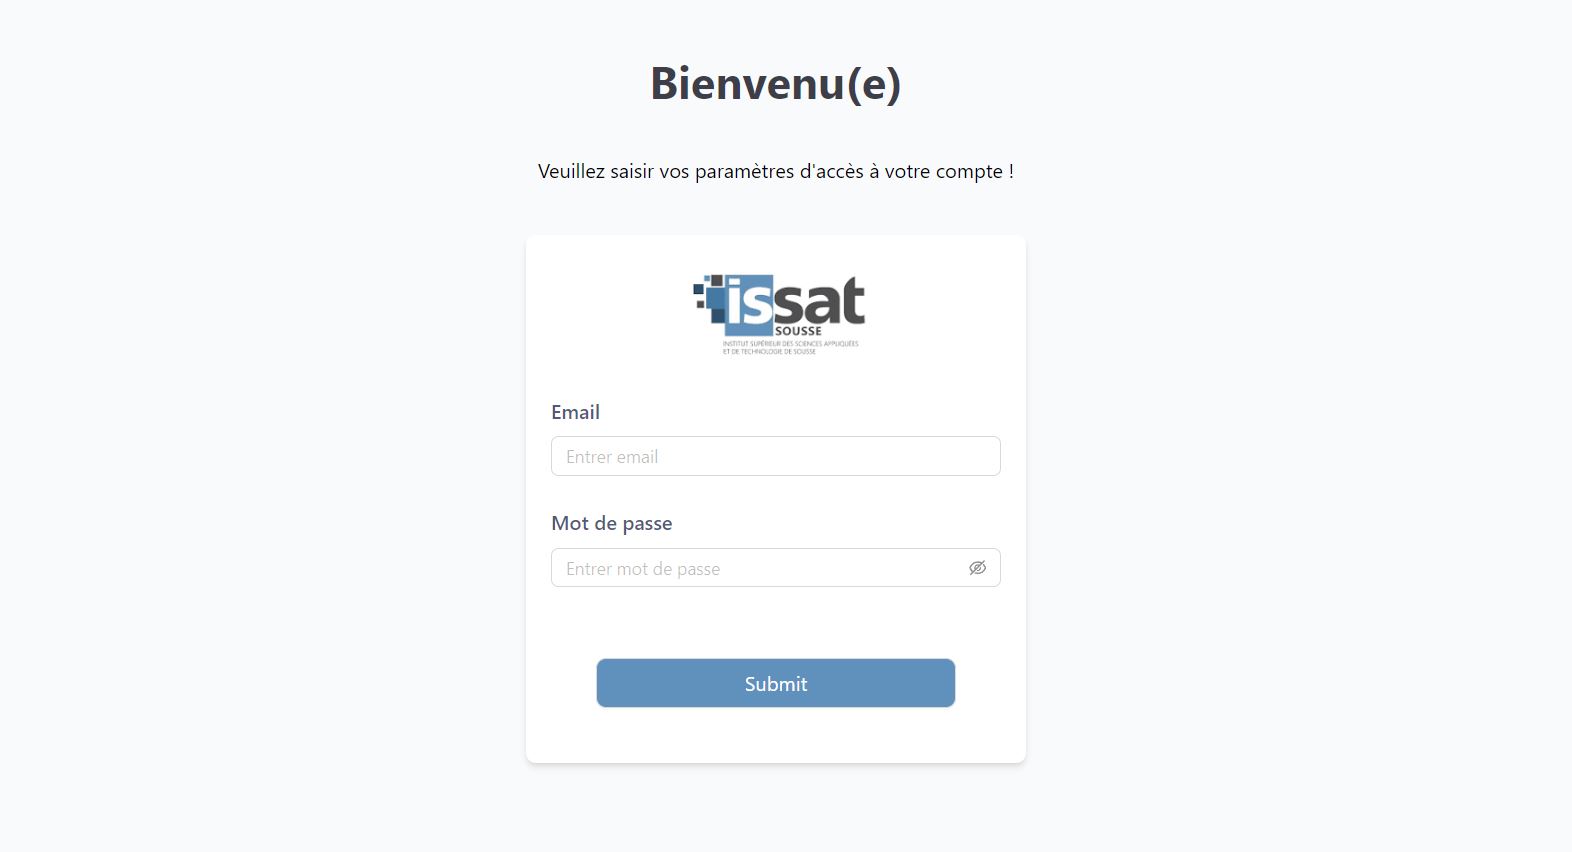 Bienvenu(e)
Veuillez saisir vos paramètres d'accès à votre compte !
issat
SOUSSE
INSTITUT SUPÉRIEUR DES SCIENCES APPLIQUÉES
ET DE TECHNOLOGIE DE SOUSSE
Email
Entrer email
Mot de passe
Entrer mot de passe
Submit